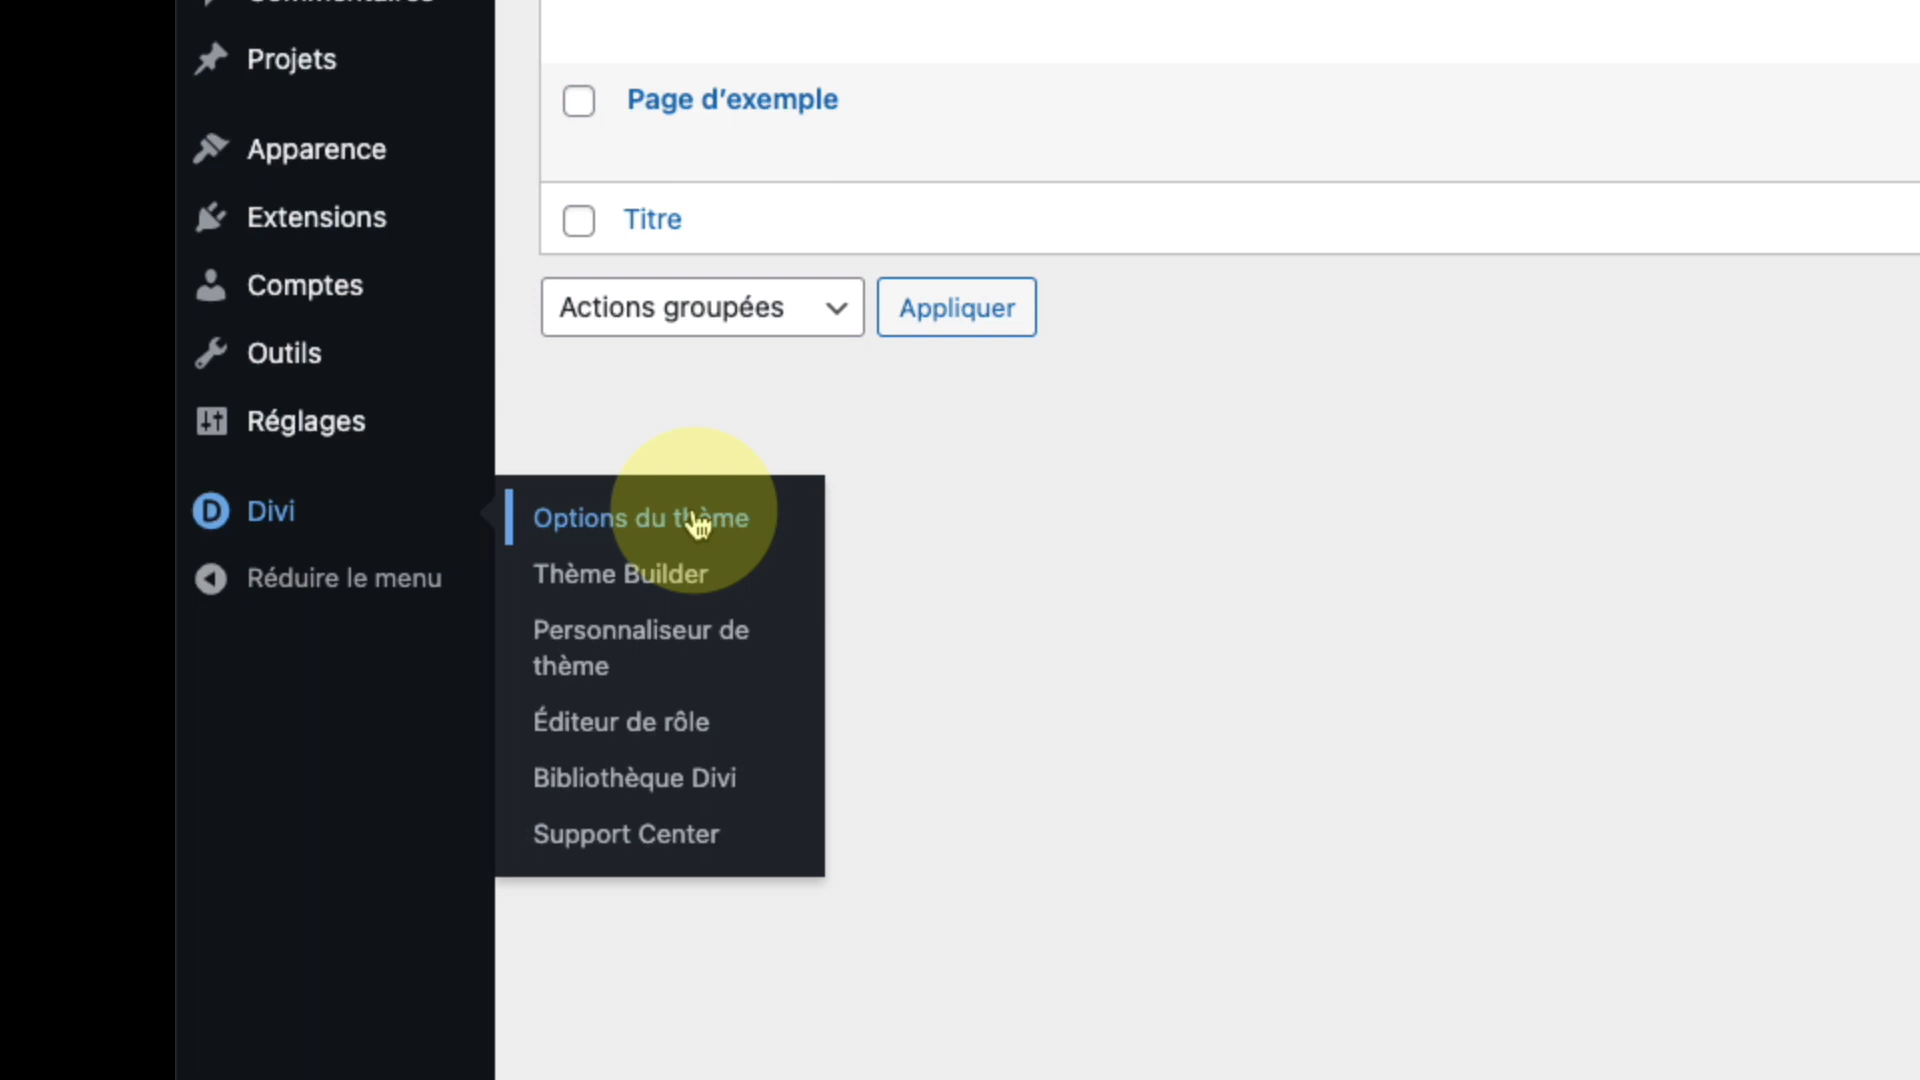 Projets
Apparence
Extensions
Comptes
Outils
Réglages
Divi
Réduire le menu
Page d’exemple
Titre
Actions groupées
Appliquer
Options du thème
Thème Builder
Personnaliseur de
thème
Éditeur de rôle
Bibliothèque Divi
Support Center